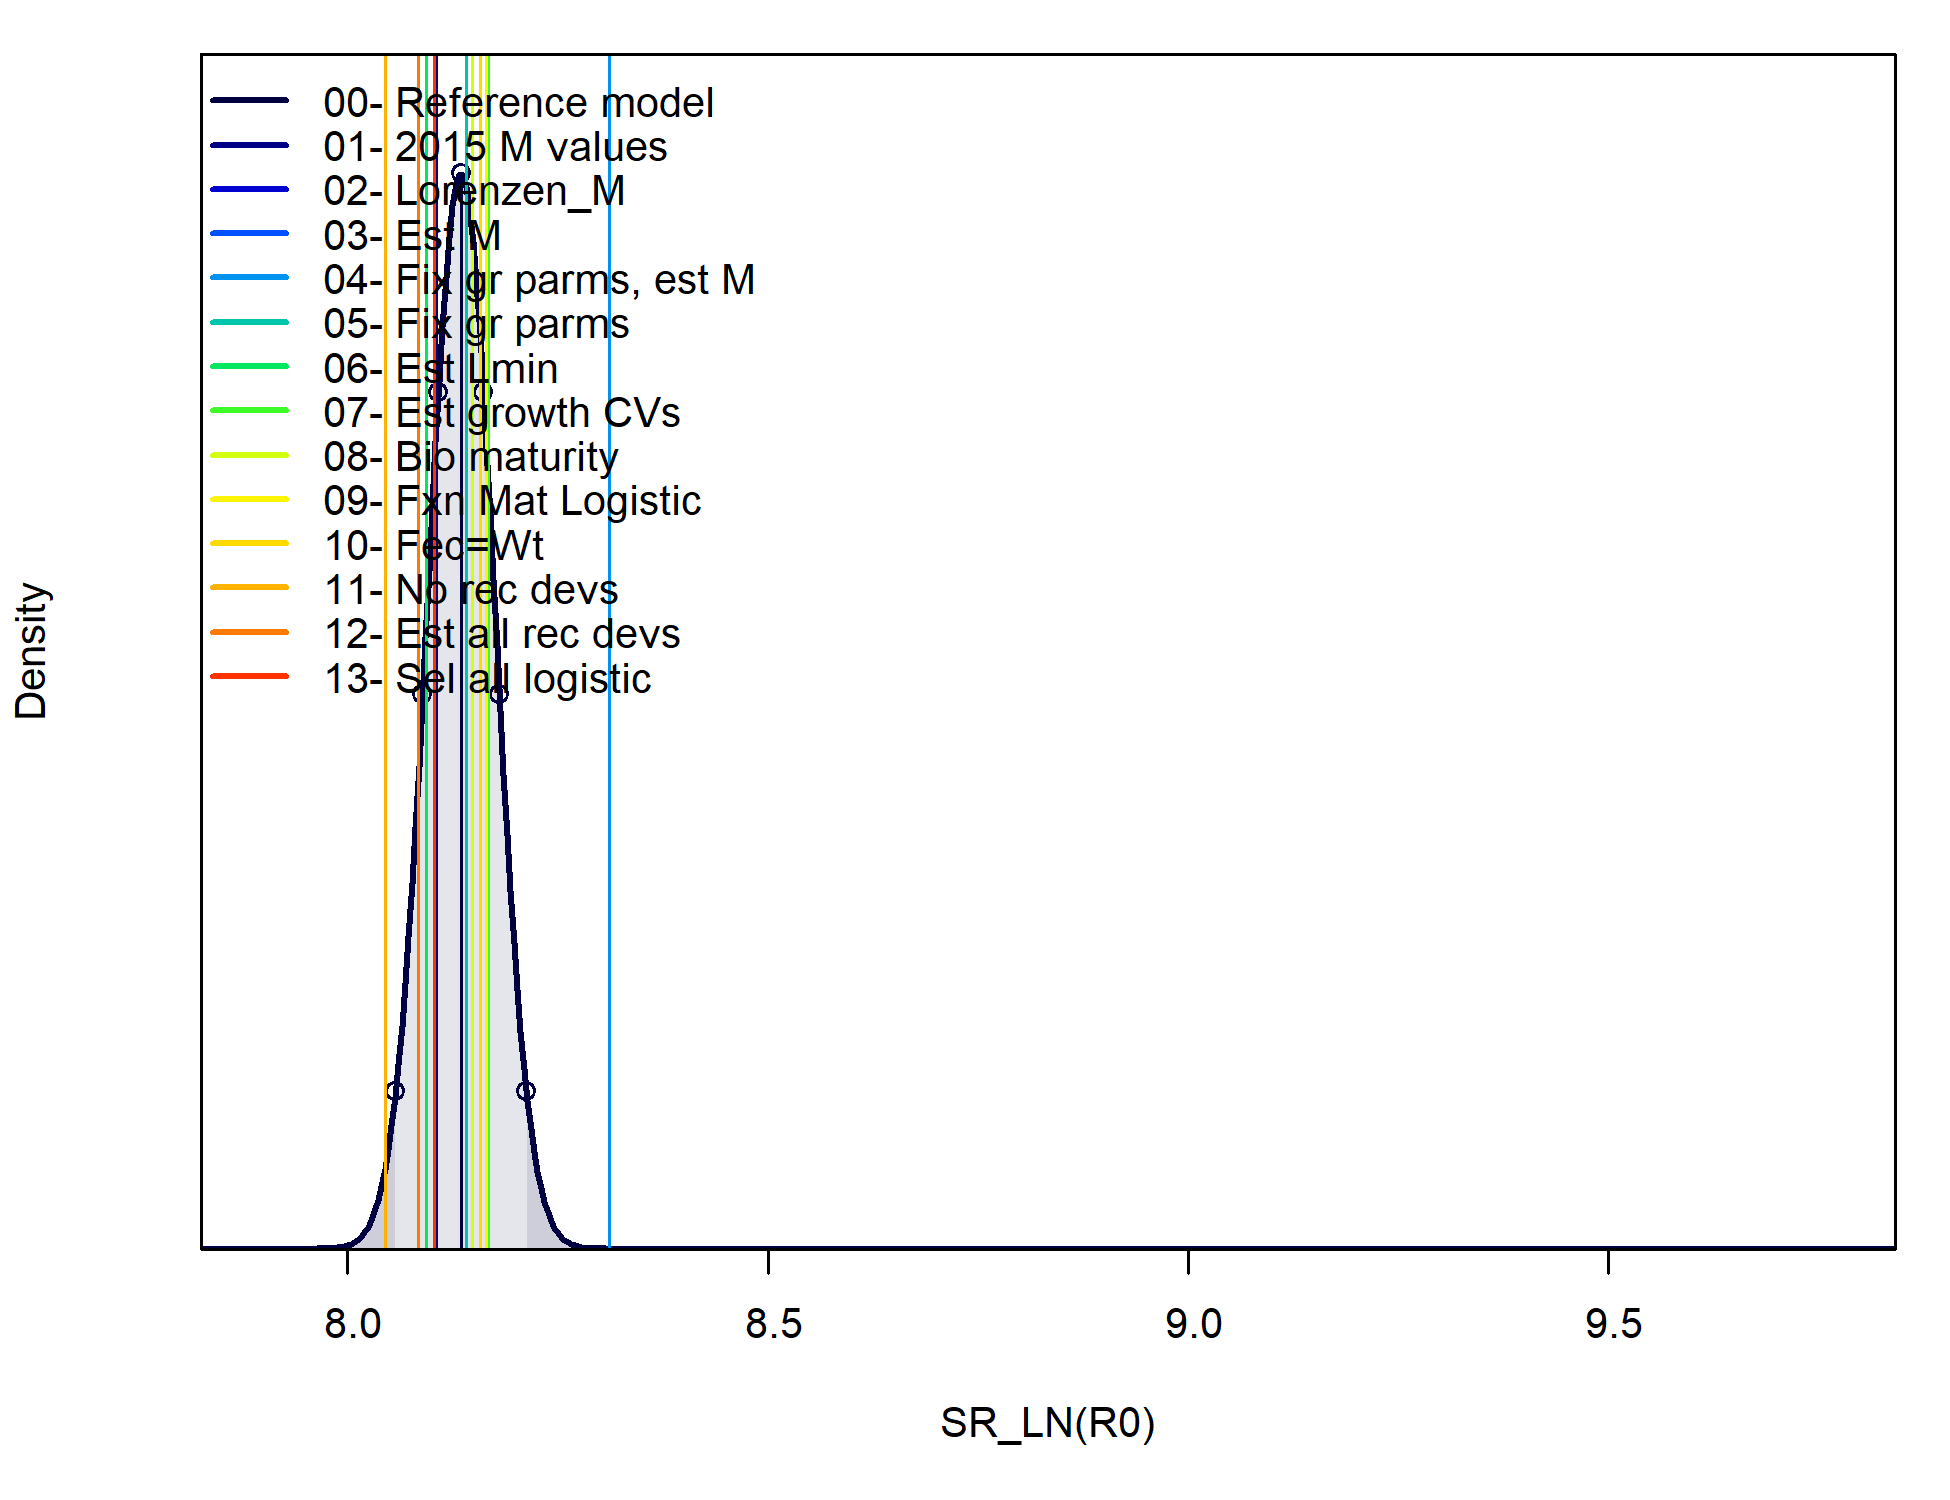 00- Reference model
01- 2015 M values
02- Lorenzen_M
03- Est M
04- Fix gr parms, est M
05- Fix gr parms
06- Est Lmin
07- Est growth CVs
08- Bio maturity
09- Fxn Mat Logistic
10- Fec=Wt
11- No rec devs
12- Est all rec devs
13- Sel all logistic
Density
8.0 8.5 9.0 9.5
SR_LN(R0)